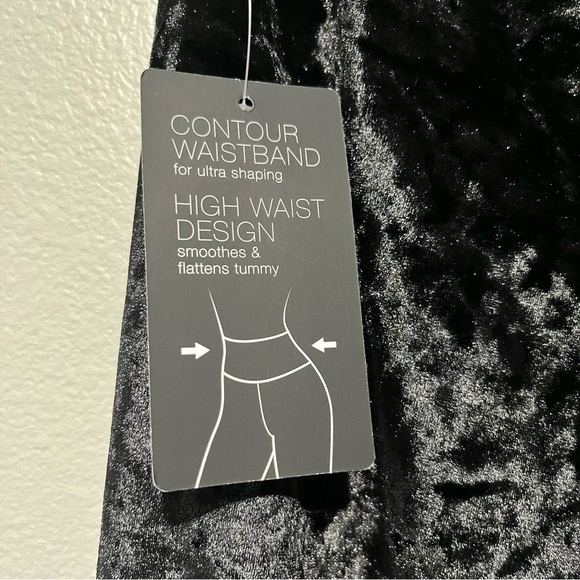 CONTOUR
WAISTBAND
for ultra shaping
HIGH WAIST
DESIGN
smoothes &
flattens tummy